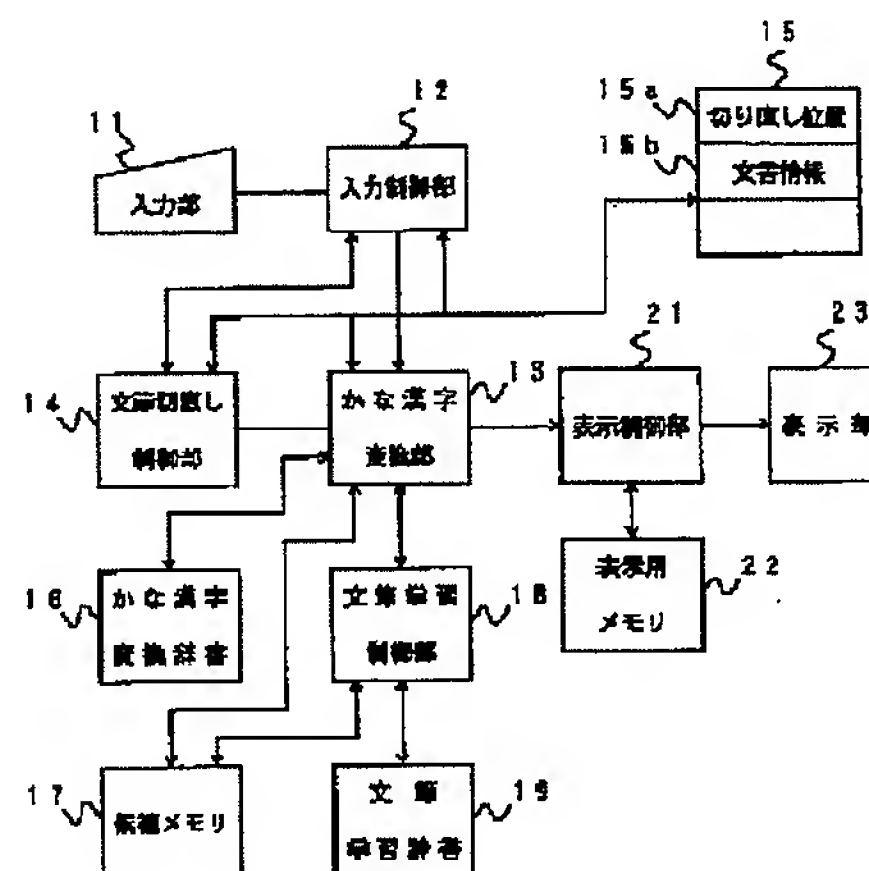 15
12
15a
切り直し位置
11
15b
文書情報
入力部
入力制御部
21
23
14
文節切直し
制御部
かな漢字
変換部
13
表示制御部
表示部
16
かな漢字
変換辞書
文節学習
制御部
18
表示用
メモリ
22
17
候補メモリ
文節
学習辞書
19